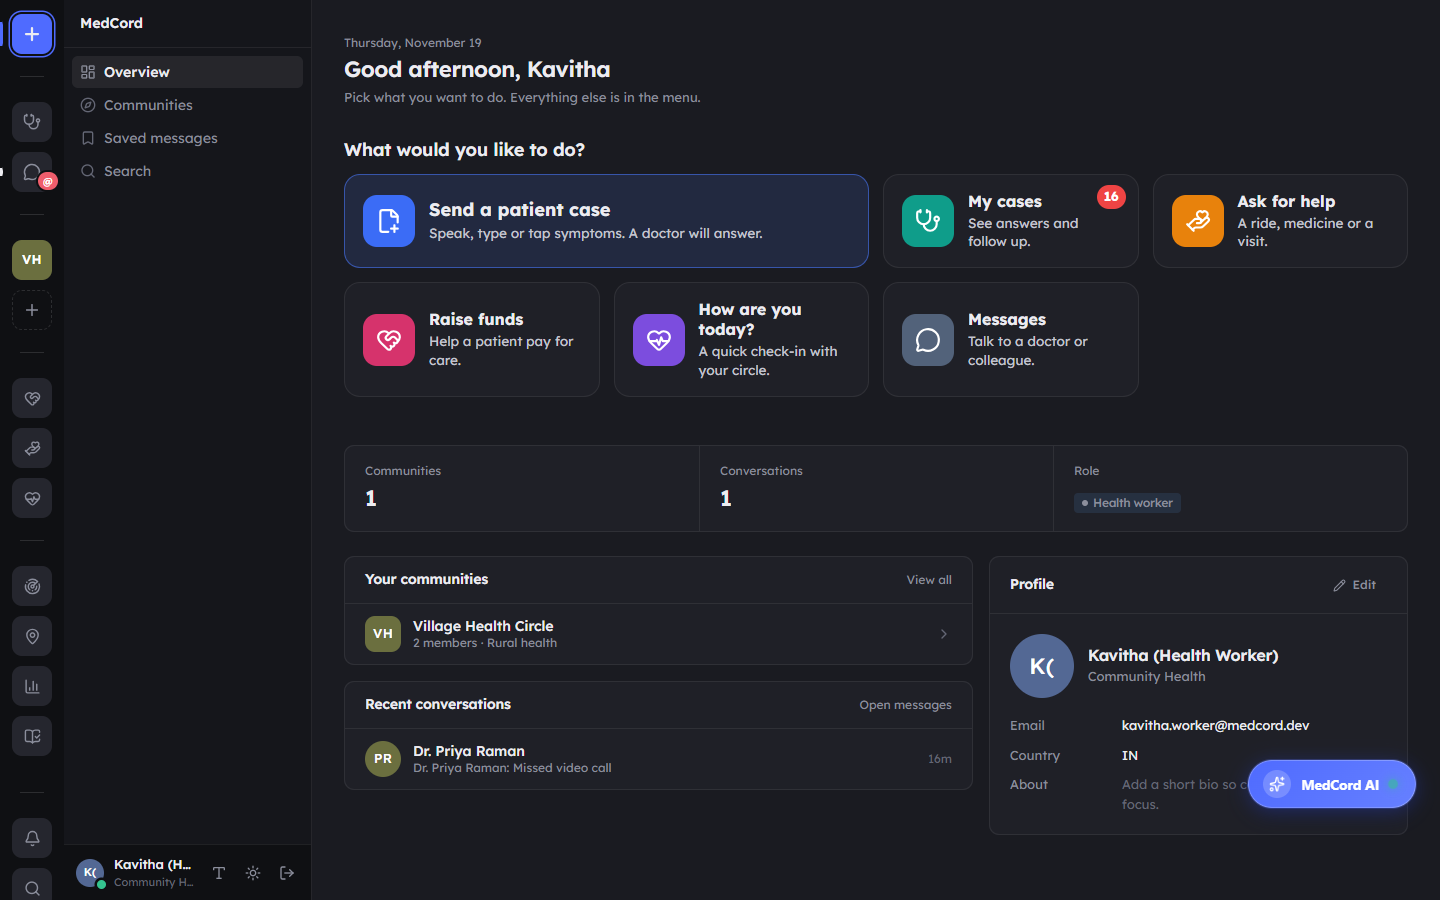 MedCord
Overview
Communities
Saved messages
Search
@
VH
Kavitha (H...
Community H...
K(
Thursday, November 19
Good afternoon, Kavitha
Pick what you want to do. Everything else is in the menu.
What would you like to do?
Send a patient case
Speak, type or tap symptoms. A doctor will answer.
My cases
16
See answers and
follow up.
Ask for help
A ride, medicine or a
visit.
Raise funds
Help a patient pay for
care.
How are you
today?
A quick check-in with
your circle.
Messages
Talk to a doctor or
colleague.
Communities
1
Conversations
1
Role
Health worker
Your communities
View all
VH
Village Health Circle
2 members · Rural health
Recent conversations
Open messages
PR
Dr. Priya Raman
Dr. Priya Raman: Missed video call
16m
Profile
Edit
K(
Kavitha (Health Worker)
Community Health
Email
kavitha.worker@medcord.dev
Country
IN
About
Add a short bio so
focus.
MedCord AI